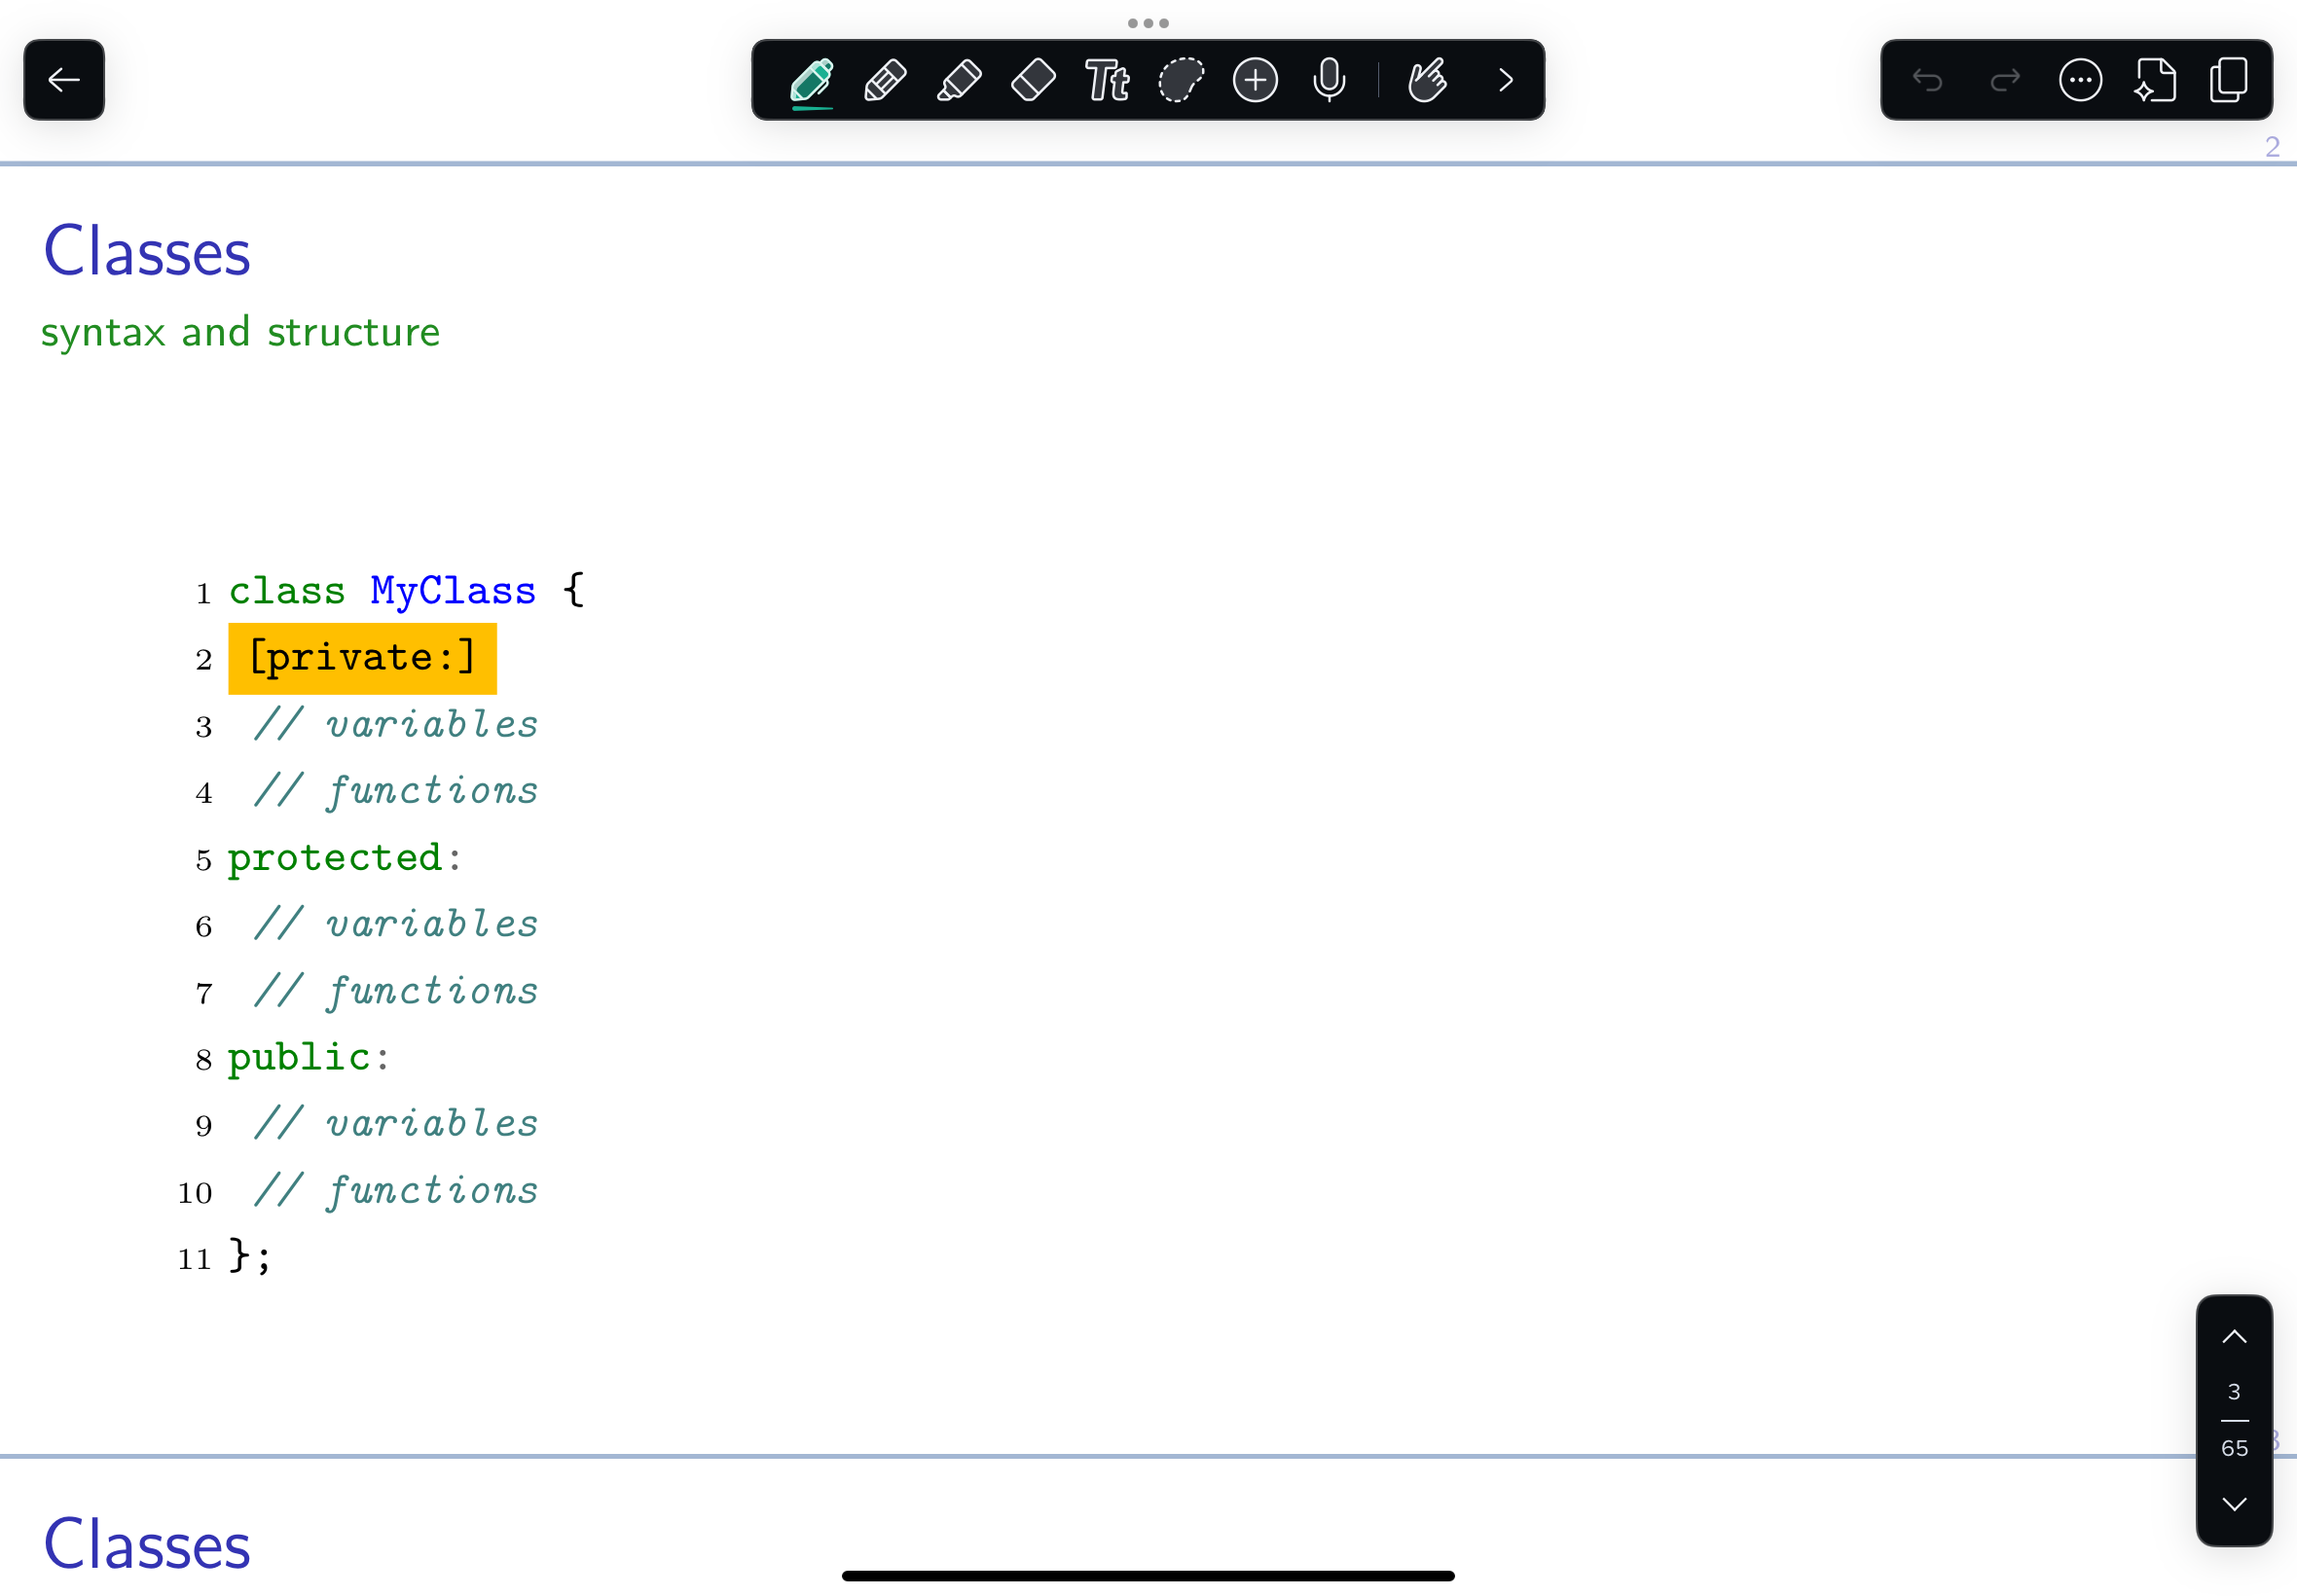 Tt
2
Classes
syntax and structure
1 class MyClass {
2 [private:]
3 // variables
4 // functions
5 protected:
6 // variables
7 // functions
8 public:
9 // variables
10 // functions
11 };
3
65
Classes